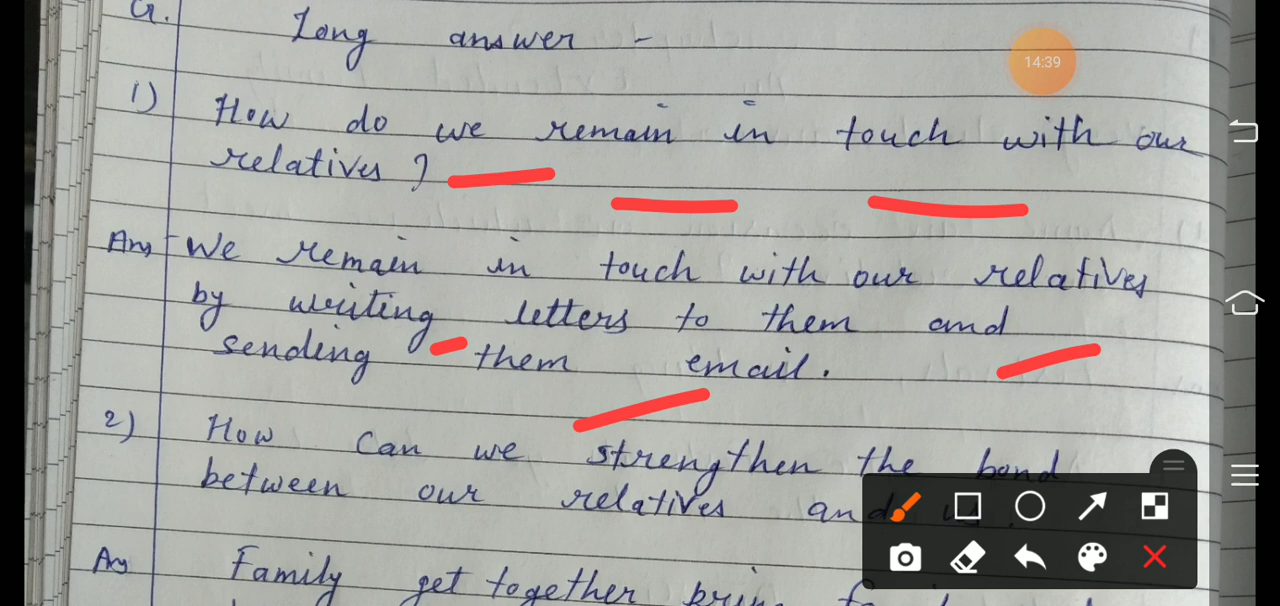 G. Long answer -
14:39
1) How do we remain in touch with our
relatives ?
Ans We remain in touch with our relatives
by writing letters to them and
sending them email.
2) How can we strengthen the bond
between our relatives and us.
Ans Family get together bring